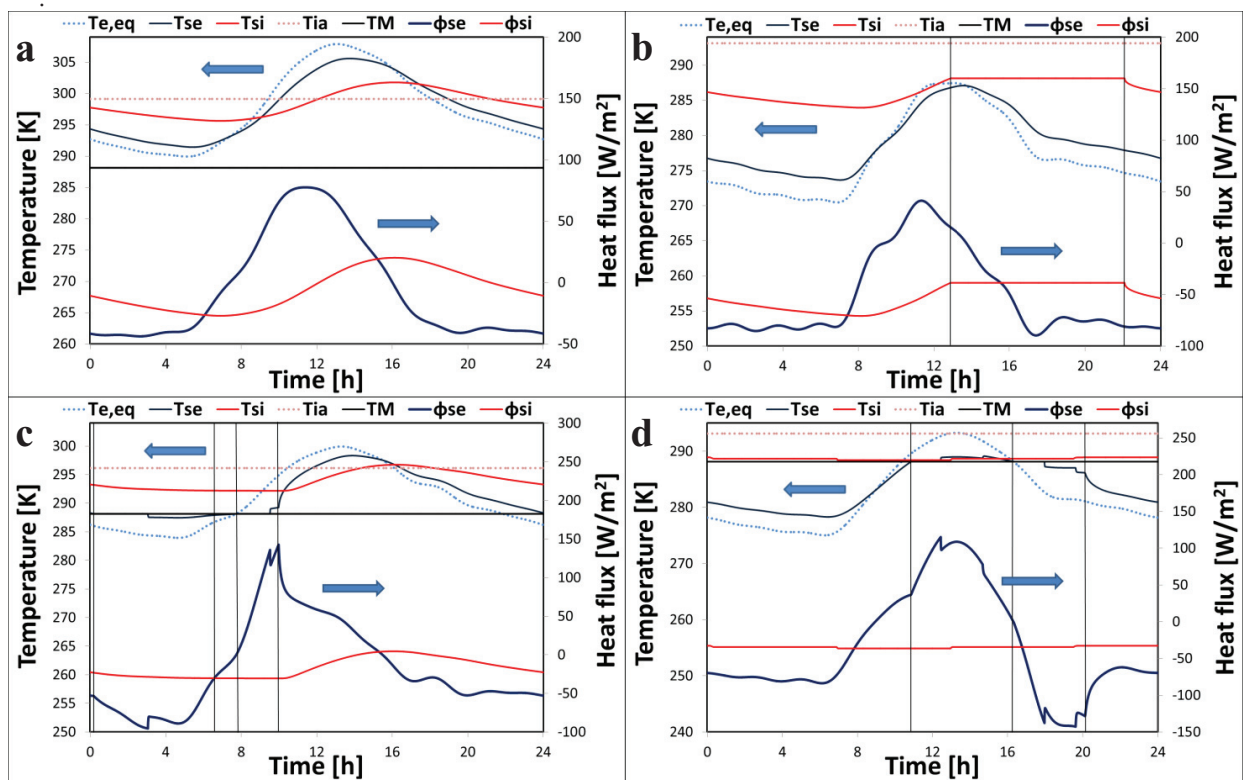 a
Te,eq Tse Tsi Tia TM ϕse ϕsi
Temperature [K]
305
300
295
290
285
280
275
270
265
260
200
150
100
50
0
-50
Heat flux [W/m²]
0 4 8 12 16 20 24
Time [h]
b
Te,eq Tse Tsi Tia TM ϕse ϕsi
Temperature [K]
290
285
280
275
270
265
260
255
250
200
150
100
50
0
-50
-100
Heat flux [W/m²]
0 4 8 12 16 20 24
Time [h]
c
Te,eq Tse Tsi Tia TM ϕse ϕsi
Temperature [K]
300
295
290
285
280
275
270
265
260
255
250
300
250
200
150
100
50
0
-50
-100
Heat flux [W/m²]
0 4 8 12 16 20 24
Time [h]
d
Te,eq Tse Tsi Tia TM ϕse ϕsi
Temperature [K]
290
280
270
260
250
240
250
200
150
100
50
0
-50
-100
-150
Heat flux [W/m²]
0 4 8 12 16 20 24
Time [h]